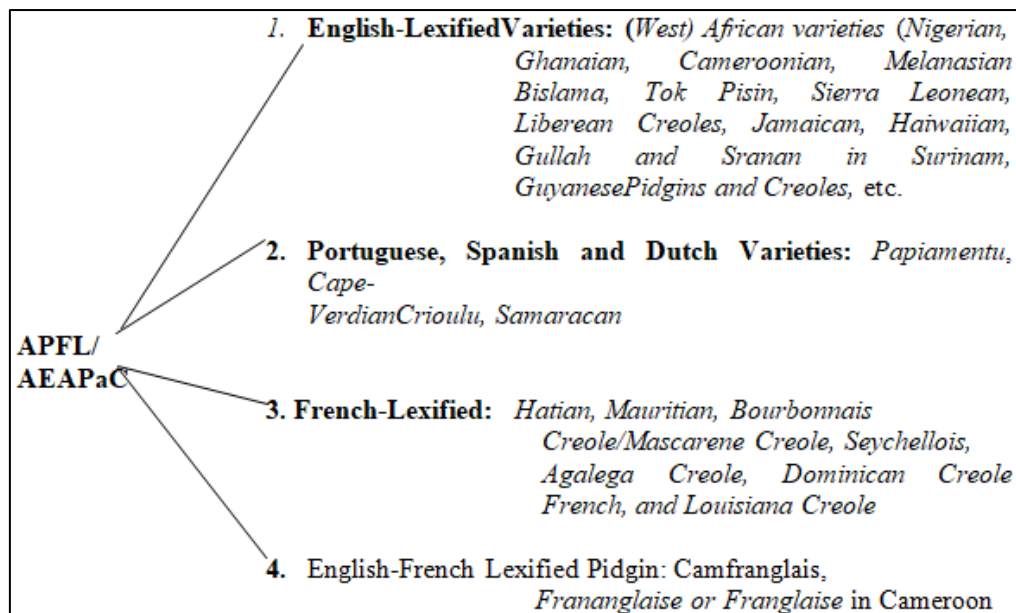 1. English-LexifiedVarieties: (West) African varieties (Nigerian,
Ghanaian, Cameroonian, Melanasian
Bislama, Tok Pisin, Sierra Leonean,
Liberean Creoles, Jamaican, Haiwaiian,
Gullah and Sranan in Surinam,
GuyanesePidgins and Creoles, etc.
2. Portuguese, Spanish and Dutch Varieties: Papiamentu,
Cape-
VerdianCrioulu, Samaracan
APFL/
AEAPaC
3. French-Lexified: Hatian, Mauritian, Bourbonnais
Creole/Mascarene Creole, Seychellois,
Agalega Creole, Dominican Creole
French, and Louisiana Creole
4. English-French Lexified Pidgin: Camfranglais,
Frananglaise or Franglaise in Cameroon